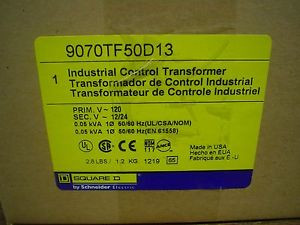 9070TF50D13
1 Industrial Control Transformer
Transformador de Control Industrial
Transformateur de Controle Industriel
PRIM. V~ 120
SEC. V~ 12/24
0.05 kVA 1Ø 50/60 Hz(UL/CSA/NOM)
0.05 kVA 1Ø 50/60 Hz(EN 61558)
Made in USA
Hecho en EUA
Fabrique aux E.-U
2.6 LBS / 1.2 KG 1219 65
SQUARE D
by Schneider Electric